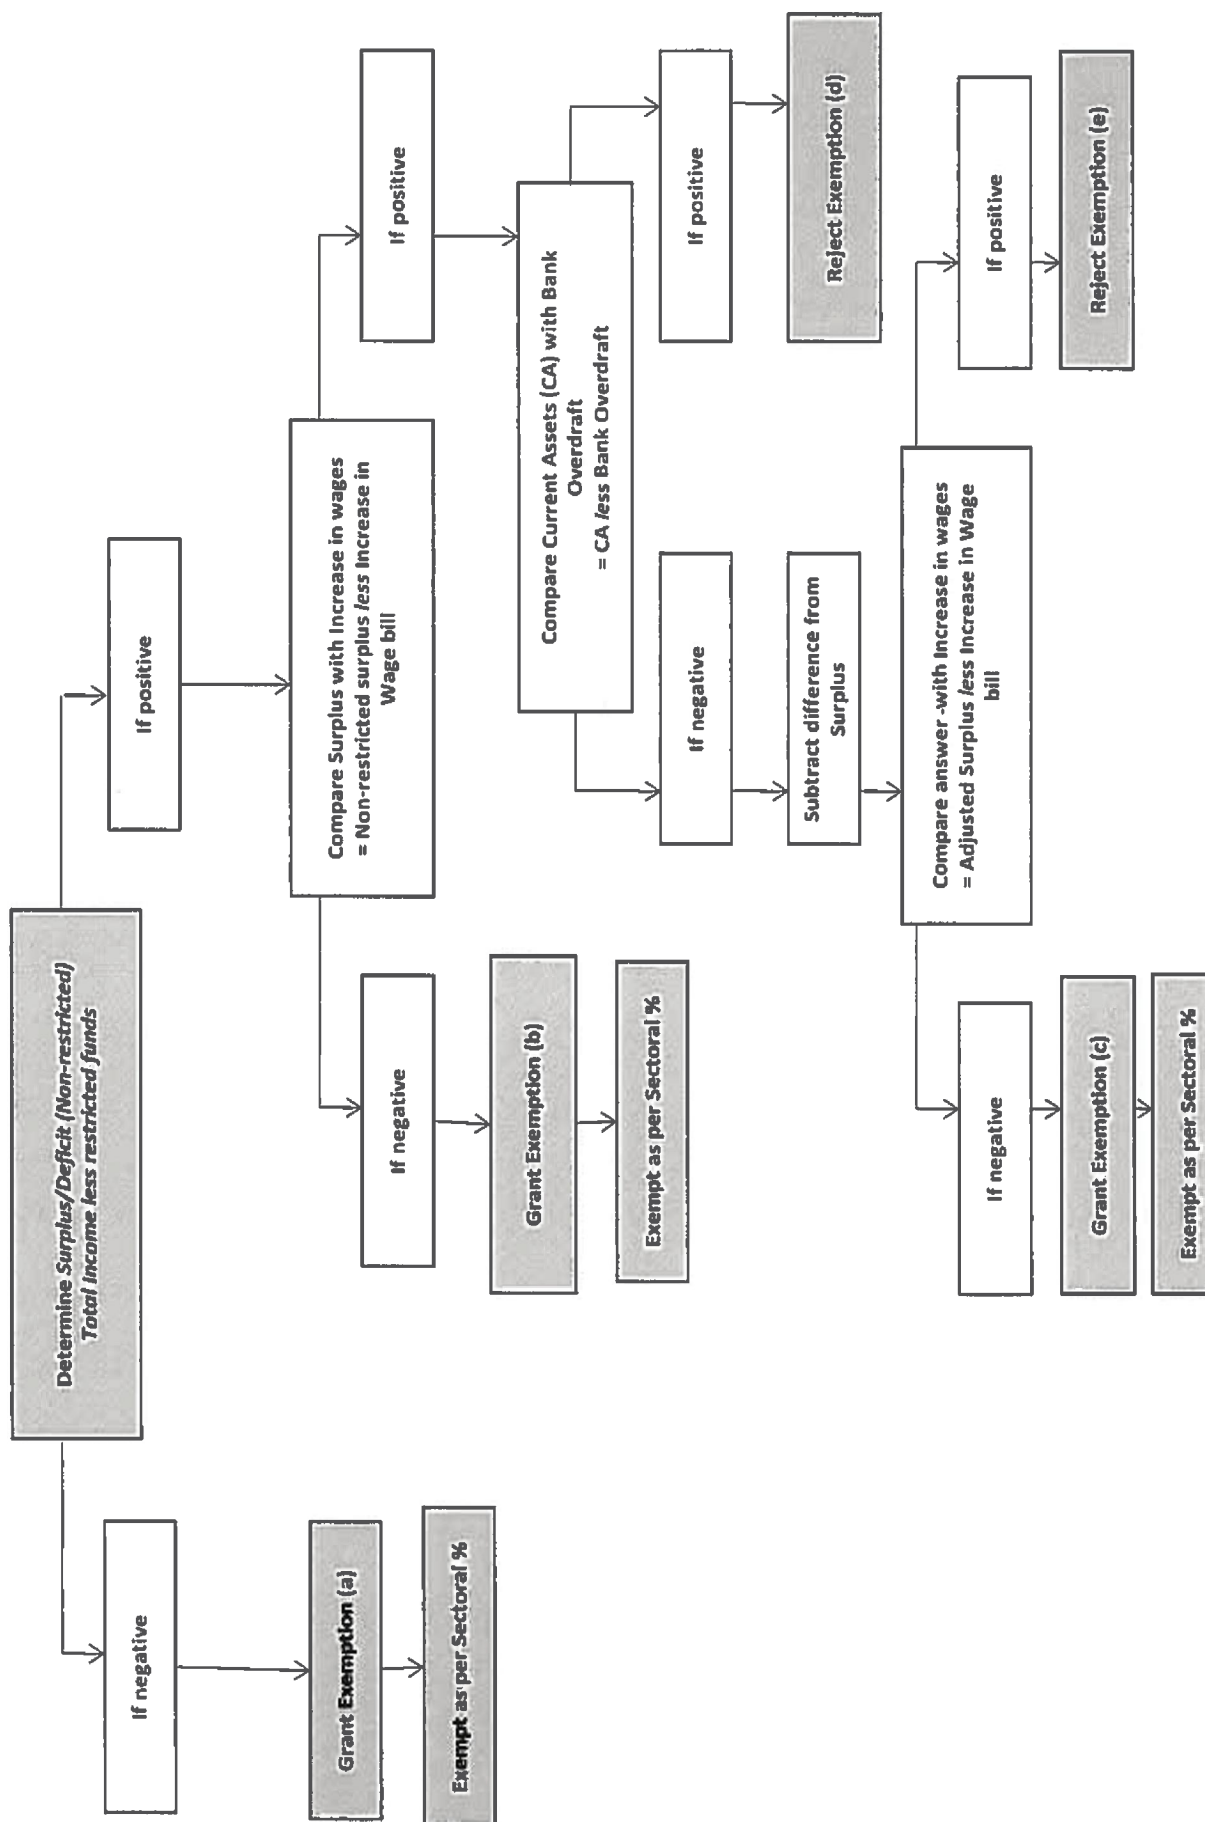 Determine Surplus/Deficit (Non-restricted)
Total Income less restricted funds
If negative
If positive
Grant Exemption (a)
Exempt as per Sectoral %
Compare Surplus with Increase in wages
= Non-restricted surplus less Increase in
Wage bill
If negative
If positive
Grant Exemption (b)
Exempt as per Sectoral %
Compare Current Assets (CA) with Bank
Overdraft
= CA less Bank Overdraft
If negative
If positive
Subtract difference from
Surplus
Reject Exemption (d)
Compare answer -with Increase in wages
= Adjusted Surplus less Increase in Wage
bill
If negative
If positive
Grant Exemption (c)
Reject Exemption (e)
Exempt as per Sectoral %